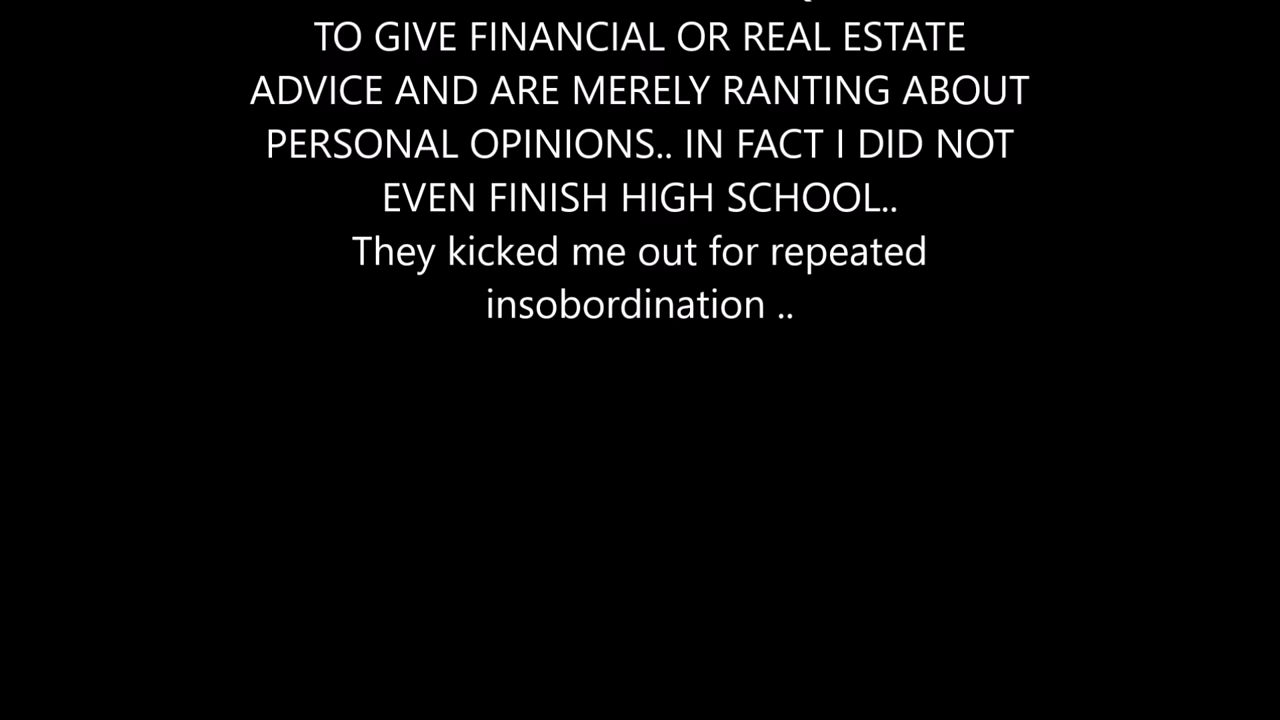 TO GIVE FINANCIAL OR REAL ESTATE
ADVICE AND ARE MERELY RANTING ABOUT
PERSONAL OPINIONS.. IN FACT I DID NOT
EVEN FINISH HIGH SCHOOL..
They kicked me out for repeated
insobordination ..